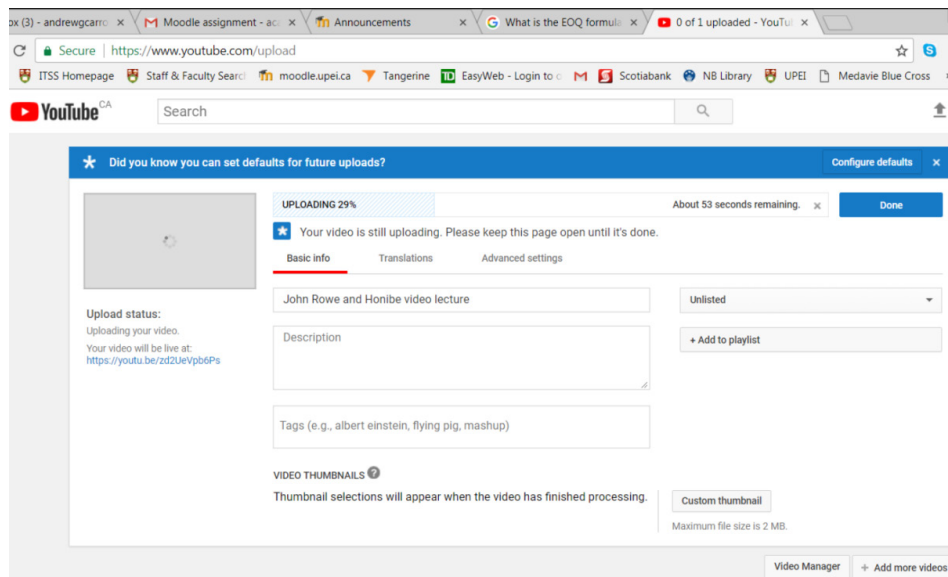 ox (3) - andrewgcarro Moodle assignment - ac Announcements What is the EOQ formula 0 of 1 uploaded - YouTu
Secure https://www.youtube.com/upload
ITSS Homepage Staff & Faculty Searc moodle.upei.ca Tangerine EasyWeb - Login to o Scotiabank NB Library UPEI Medavie Blue Cross
YouTube CA Search
Did you know you can set defaults for future uploads? Configure defaults
UPLOADING 29% About 53 seconds remaining. Done
Your video is still uploading. Please keep this page open until it's done.
Basic info Translations Advanced settings
John Rowe and Honibe video lecture Unlisted
Upload status:
Uploading your video.
Your video will be live at:
https://youtu.be/zd2UeVpb6Ps
Description + Add to playlist
Tags (e.g., albert einstein, flying pig, mashup)
VIDEO THUMBNAILS ?
Thumbnail selections will appear when the video has finished processing. Custom thumbnail
Maximum file size is 2 MB.
Video Manager + Add more videos